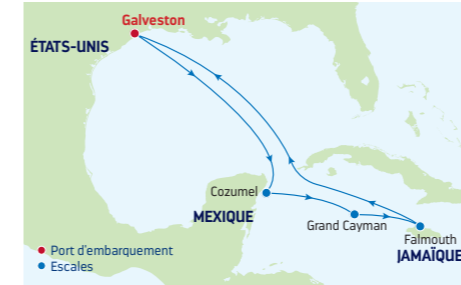 Galveston
ÉTATS-UNIS
Cozumel
MEXIQUE
Grand Cayman
Falmouth
JAMAÏQUE
Port d'embarquement
Escales